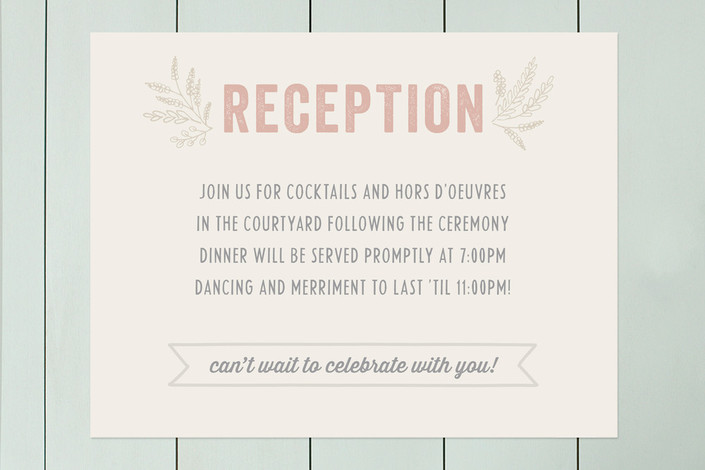 RECEPTION
JOIN US FOR COCKTAILS AND HORS D'OEUVRES
IN THE COURTYARD FOLLOWING THE CEREMONY
DINNER WILL BE SERVED PROMPTLY AT 7:00PM
DANCING AND MERRIMENT TO LAST 'TIL 11:00PM!
can't wait to celebrate with you!